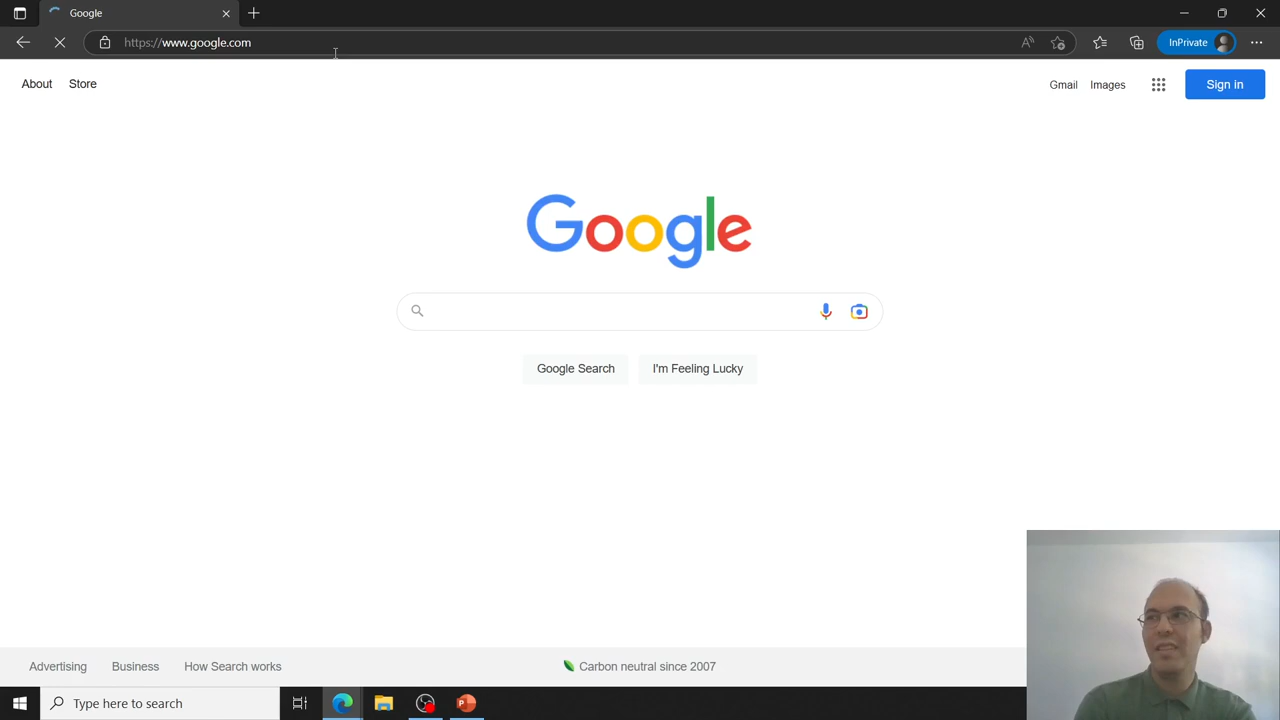 Google
https://www.google.com
InPrivate
About
Store
Gmail
Images
Sign in
Google
Google Search
I'm Feeling Lucky
Advertising
Business
How Search works
Carbon neutral since 2007
Type here to search